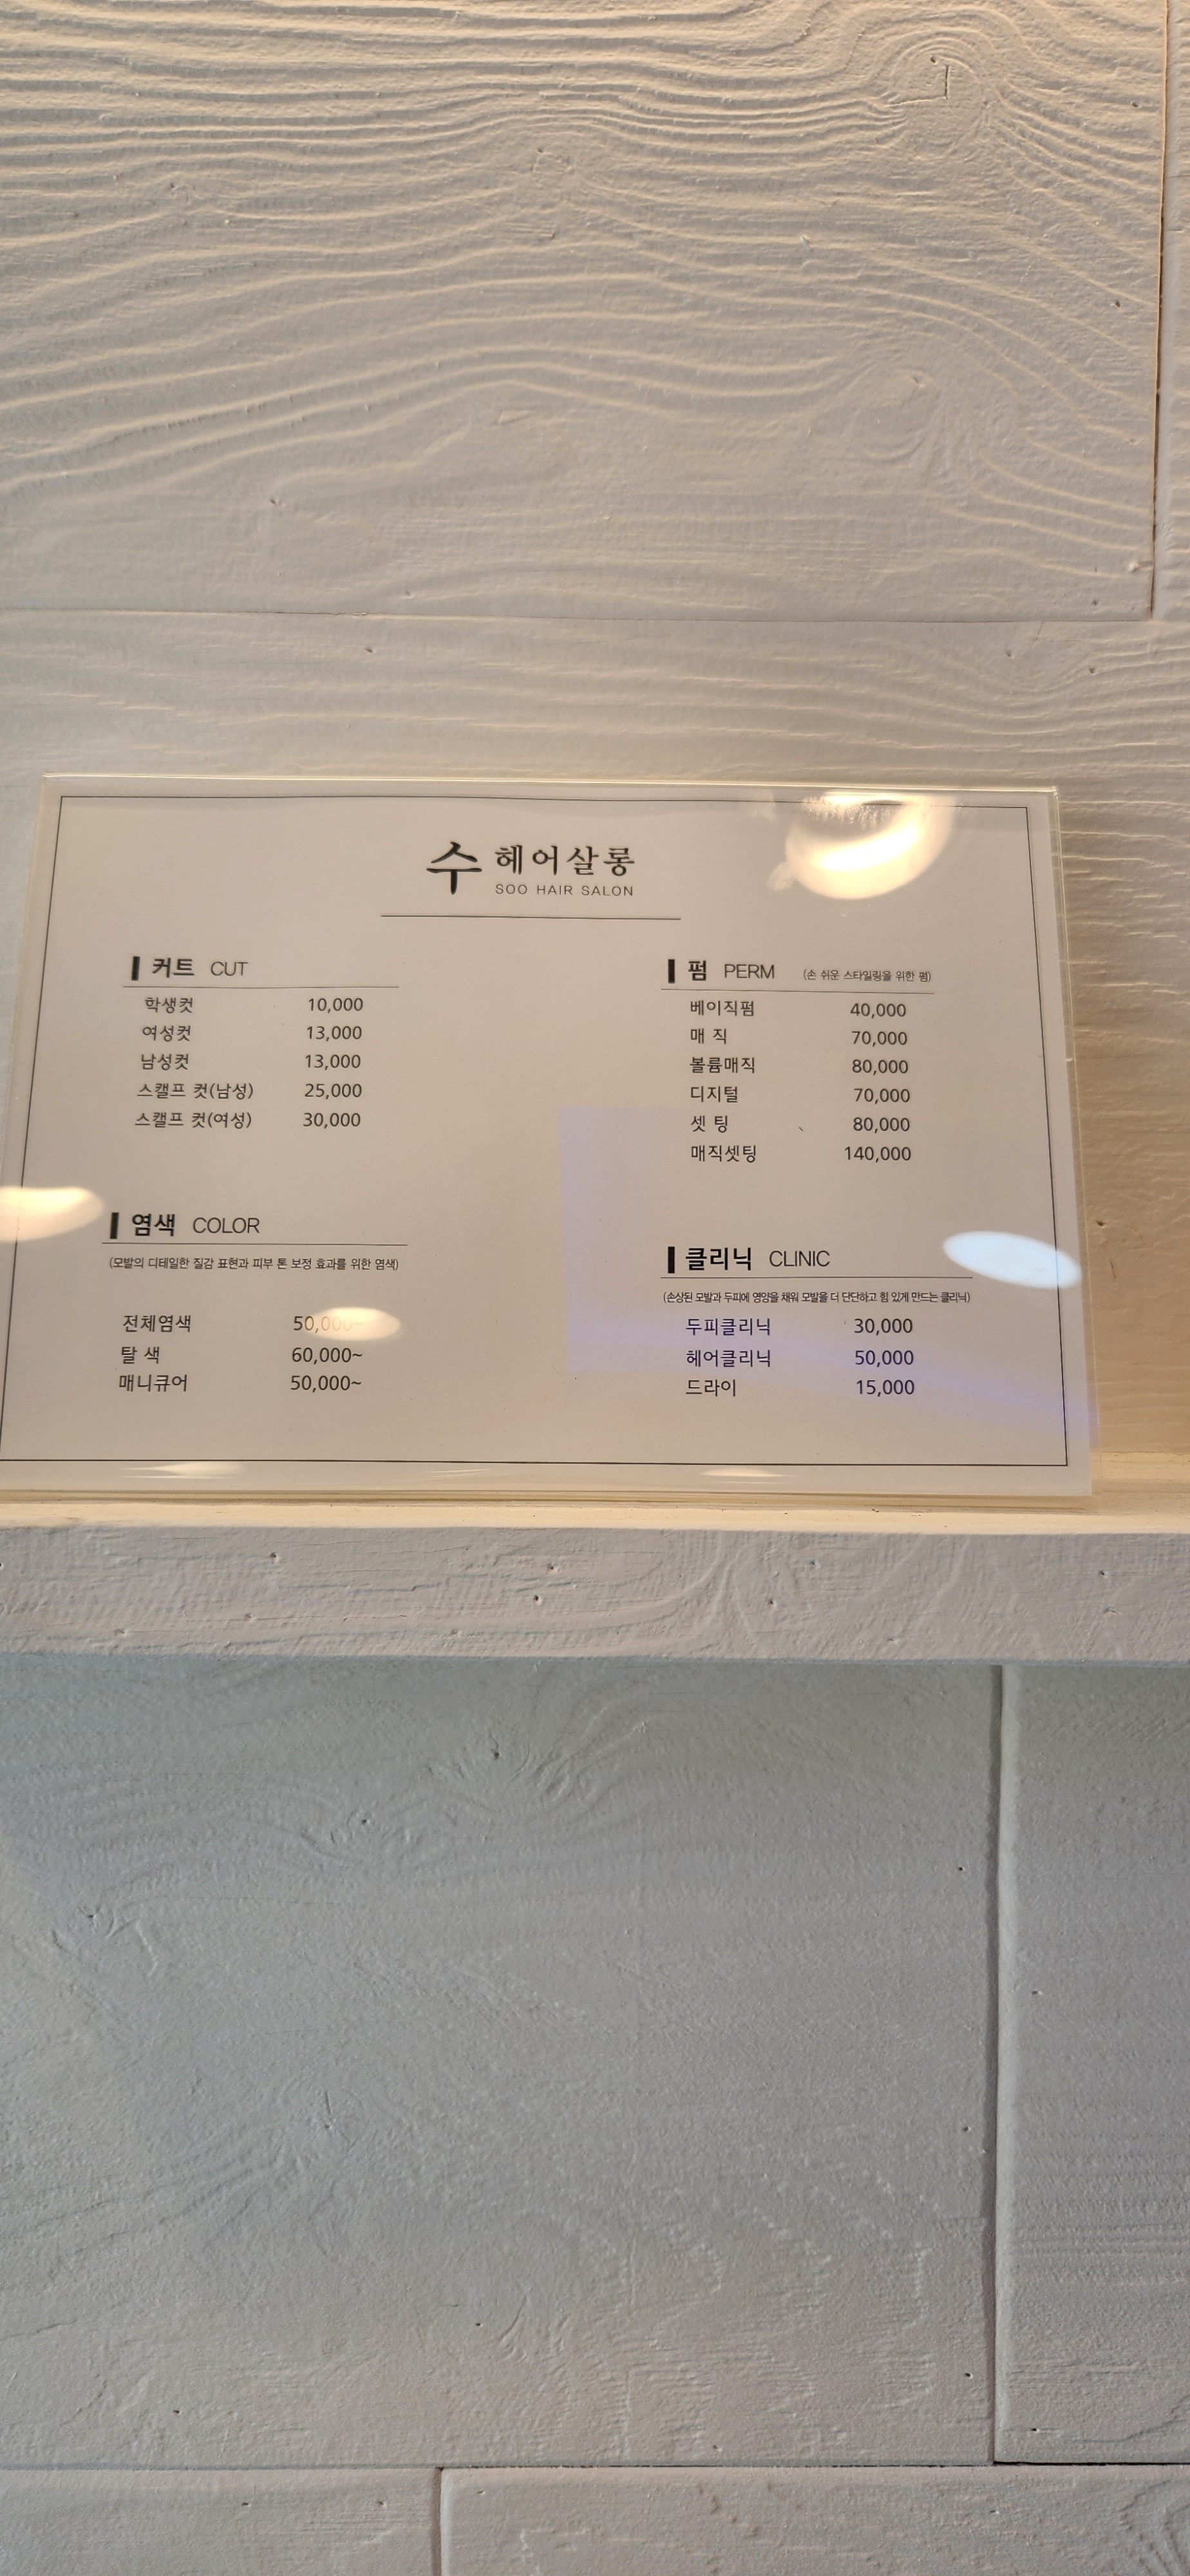 수 헤어살롱
SOO HAIR SALON
커트 CUT
학생컷 10,000
여성컷 13,000
남성컷 13,000
스캘프 컷(남성) 25,000
스캘프 컷(여성) 30,000
염색 COLOR
(모발의 디테일한 질감 표현과 피부 톤 보정 효과를 위한 염색)
전체염색 50,000~
탈 색 60,000~
매니큐어 50,000~
펌 PERM (손 쉬운 스타일링을 위한 펌)
베이직펌 40,000
매 직 70,000
볼륨매직 80,000
디지털 70,000
셋 팅 80,000
매직셋팅 140,000
클리닉 CLINIC
(손상된 모발과 두피에 영양을 채워 모발을 더 단단하고 힘 있게 만드는 클리닉)
두피클리닉 30,000
헤어클리닉 50,000
드라이 15,000